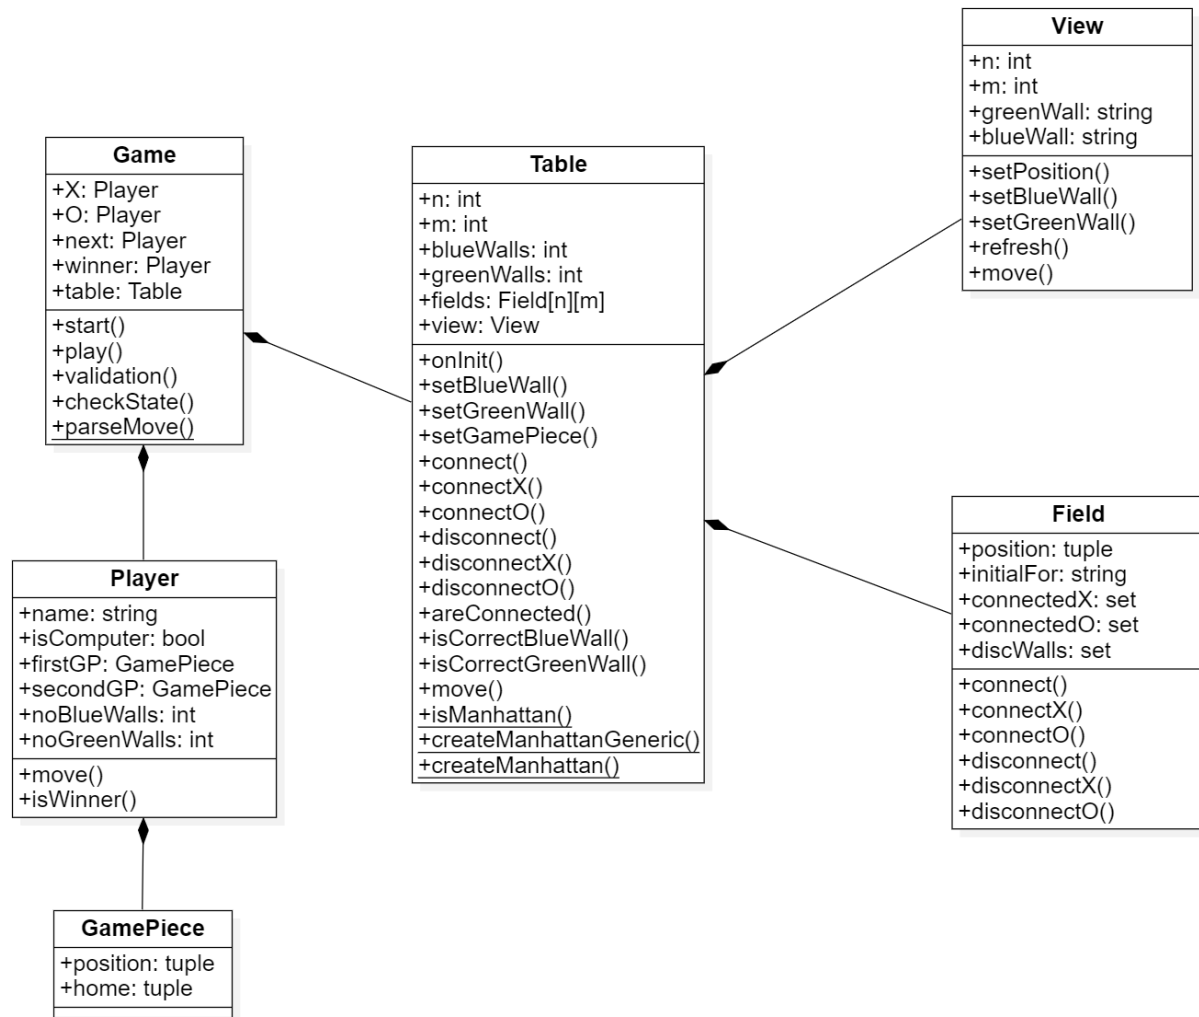 Game
+X: Player
+O: Player
+next: Player
+winner: Player
+table: Table
+start()
+play()
+validation()
+checkState()
+parseMove()
Player
+name: string
+isComputer: bool
+firstGP: GamePiece
+secondGP: GamePiece
+noBlueWalls: int
+noGreenWalls: int
+move()
+isWinner()
GamePiece
+position: tuple
+home: tuple
Table
+n: int
+m: int
+blueWalls: int
+greenWalls: int
+fields: Field[n][m]
+view: View
+onInit()
+setBlueWall()
+setGreenWall()
+setGamePiece()
+connect()
+connectX()
+connectO()
+disconnect()
+disconnectX()
+disconnectO()
+areConnected()
+isCorrectBlueWall()
+isCorrectGreenWall()
+move()
+isManhattan()
+createManhattanGeneric()
+createManhattan()
View
+n: int
+m: int
+greenWall: string
+blueWall: string
+setPosition()
+setBlueWall()
+setGreenWall()
+refresh()
+move()
Field
+position: tuple
+initialFor: string
+connectedX: set
+connectedO: set
+discWalls: set
+connect()
+connectX()
+connectO()
+disconnect()
+disconnectX()
+disconnectO()